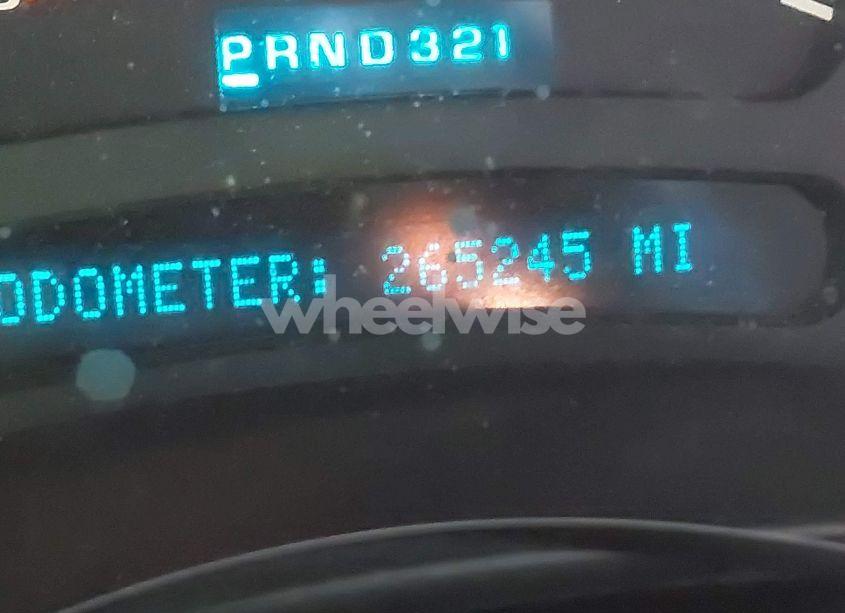 PRND321
ODOMETER: 265245 MI
wheelwise